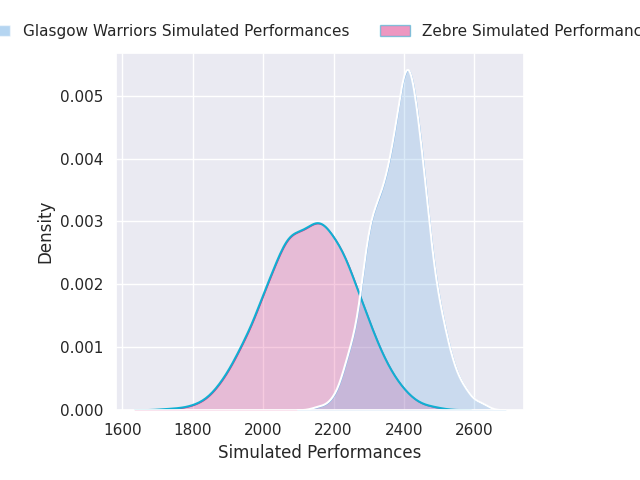 Glasgow Warriors Simulated Performances Zebre Simulated Performanc
0.005
0.004
0.003
0.002
0.001
0.000
Density
1600 1800 2000 2200 2400 2600
Simulated Performances